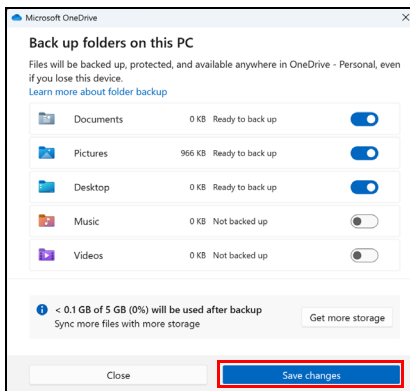 Microsoft OneDrive
Back up folders on this PC
Files will be backed up, protected, and available anywhere in OneDrive - Personal, even
if you lose this device.
Learn more about folder backup
Documents 0 KB Ready to back up
Pictures 966 KB Ready to back up
Desktop 0 KB Ready to back up
Music 0 KB Not backed up
Videos 0 KB Not backed up
< 0.1 GB of 5 GB (0%) will be used after backup
Sync more files with more storage
Get more storage
Close
Save changes